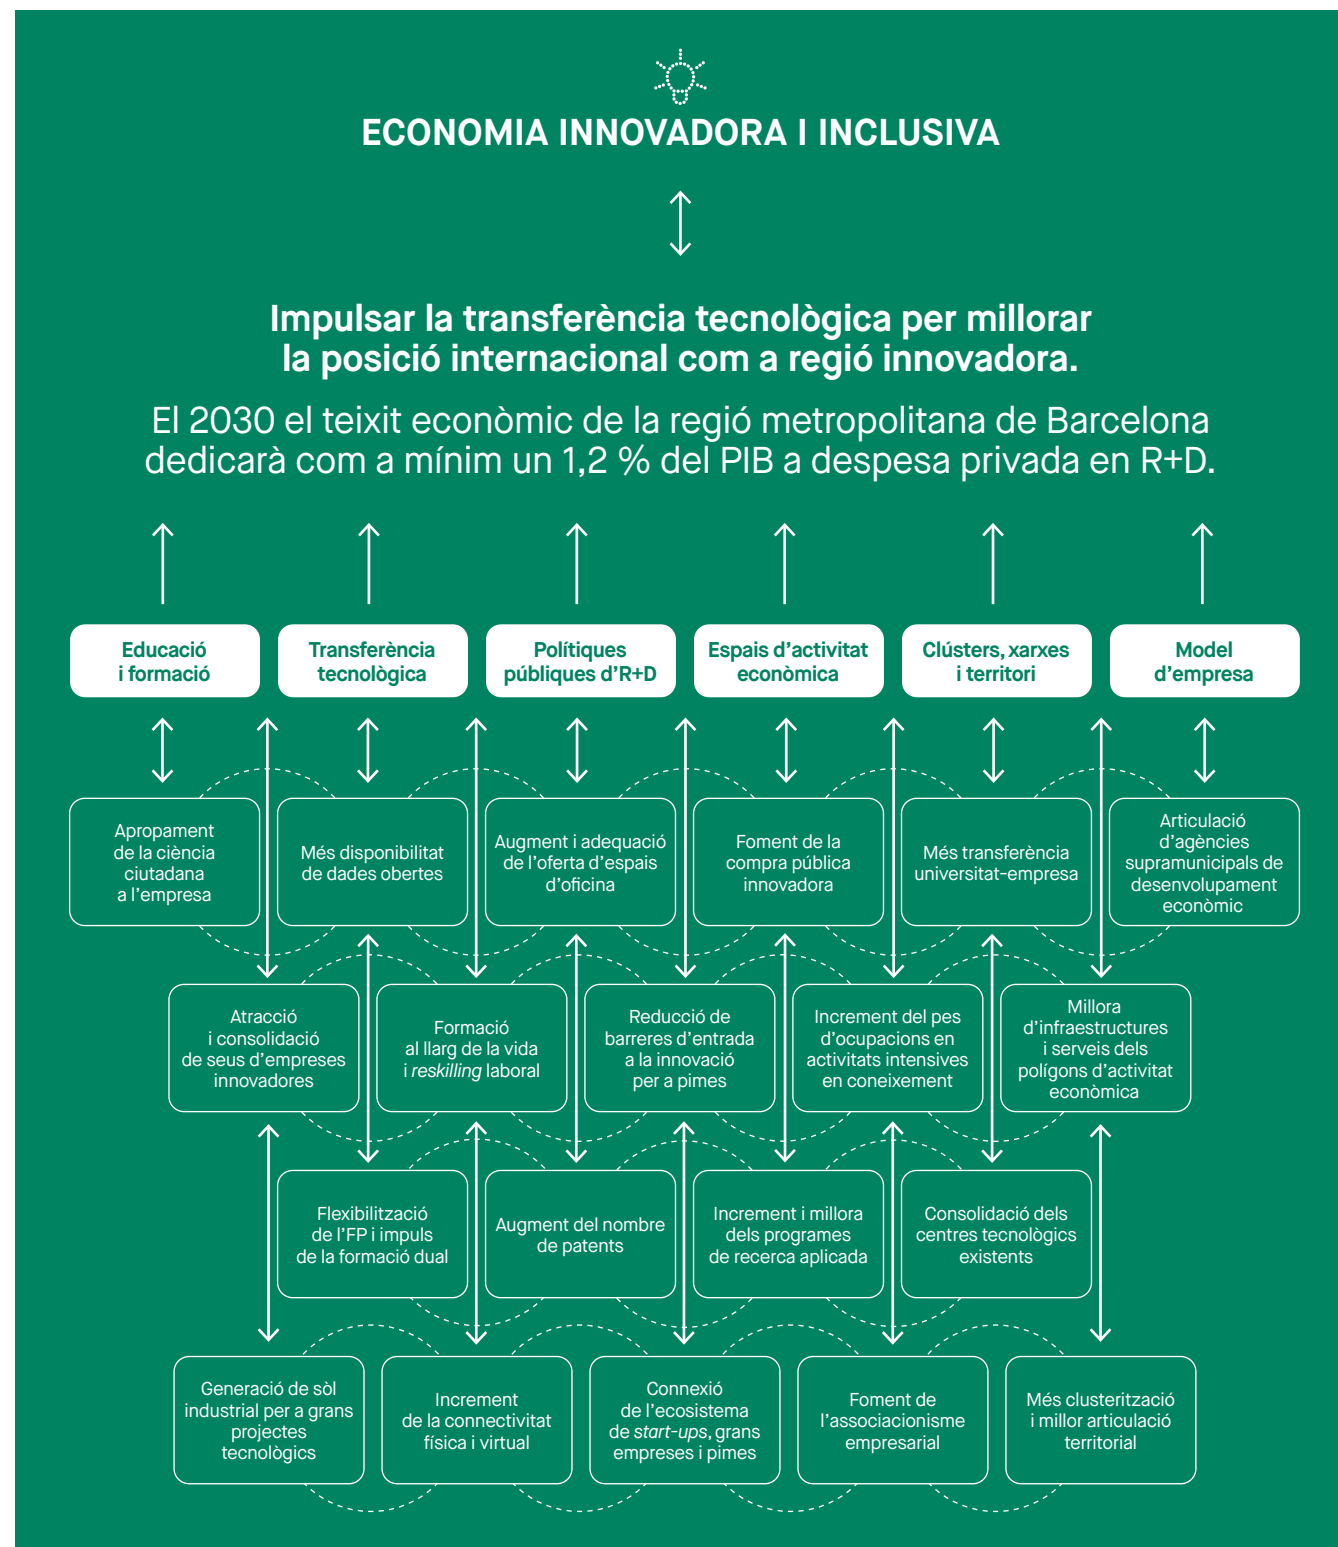 ECONOMIA INNOVADORA I INCLUSIVA
Impulsar la transferència tecnològica per millorar
la posició internacional com a regió innovadora.
El 2030 el teixit econòmic de la regió metropolitana de Barcelona
dedicarà com a mínim un 1,2 % del PIB a despesa privada en R+D.
Educació
i formació
Transferència
tecnològica
Polítiques
públiques d’R+D
Espais d’activitat
econòmica
Clústers, xarxes
i territori
Model
d’empresa
Apropament
de la ciència
ciutadana
a l’empresa
Més disponibilitat
de dades obertes
Augment i adequació
de l’oferta d’espais
d’oficina
Foment de la
compra pública
innovadora
Més transferència
universitat-empresa
Articulació
d’agències
supramunicipals de
desenvolupament
econòmic
Atracció
i consolidació
de seus d’empreses
innovadores
Formació
al llarg de la vida
i reskilling laboral
Reducció de
barreres d’entrada
a la innovació
per a pimes
Increment del pes
d’ocupacions en
activitats intensives
en coneixement
Millora
d’infraestructures
i serveis dels
polígons d’activitat
econòmica
Flexibilització
de l’FP i impuls
de la formació dual
Augment del nombre
de patents
Increment i millora
dels programes
de recerca aplicada
Consolidació dels
centres tecnològics
existents
Generació de sòl
industrial per a grans
projectes
tecnològics
Increment
de la connectivitat
física i virtual
Connexió
de l’ecosistema
de start-ups, grans
empreses i pimes
Foment de
l’associacionisme
empresarial
Més clusterització
i millor articulació
territorial